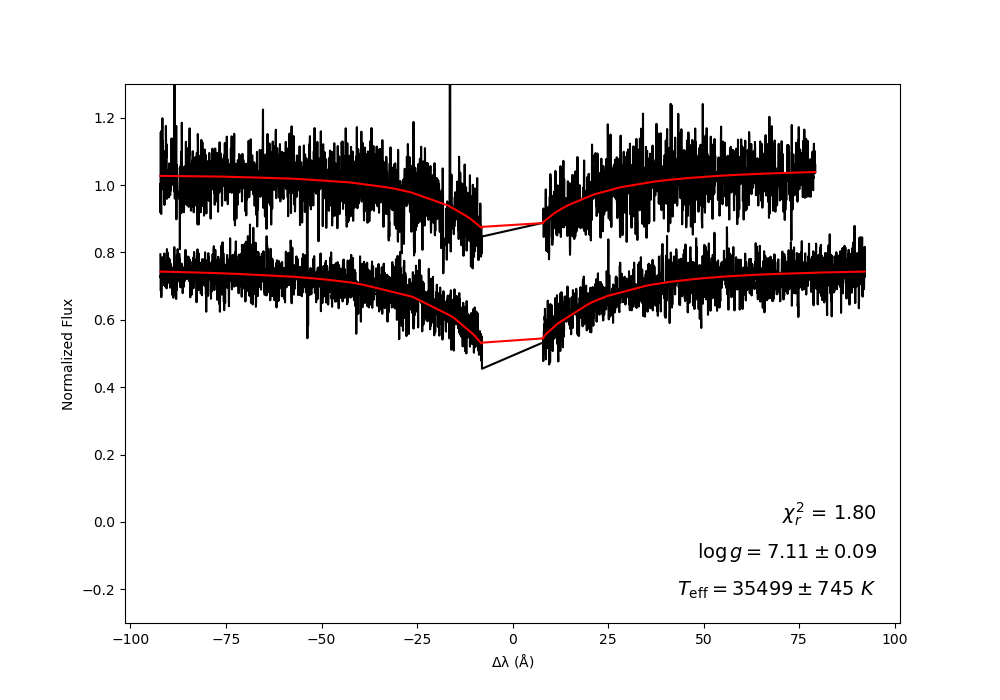 1.2
1.0
0.8
0.6
0.4
0.2
0.0
−0.2
Normalized Flux
χ²ᵣ = 1.80
log g = 7.11 ± 0.09
T_eff = 35499 ± 745 K
−100 −75 −50 −25 0 25 50 75 100
Δλ (Å)